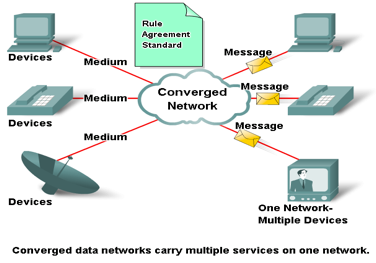 Rule
Agreement
Standard
Devices
Medium
Message
Devices
Medium
Converged
Network
Message
Medium
Message
Devices
One Network-
Multiple Devices
Converged data networks carry multiple services on one network.